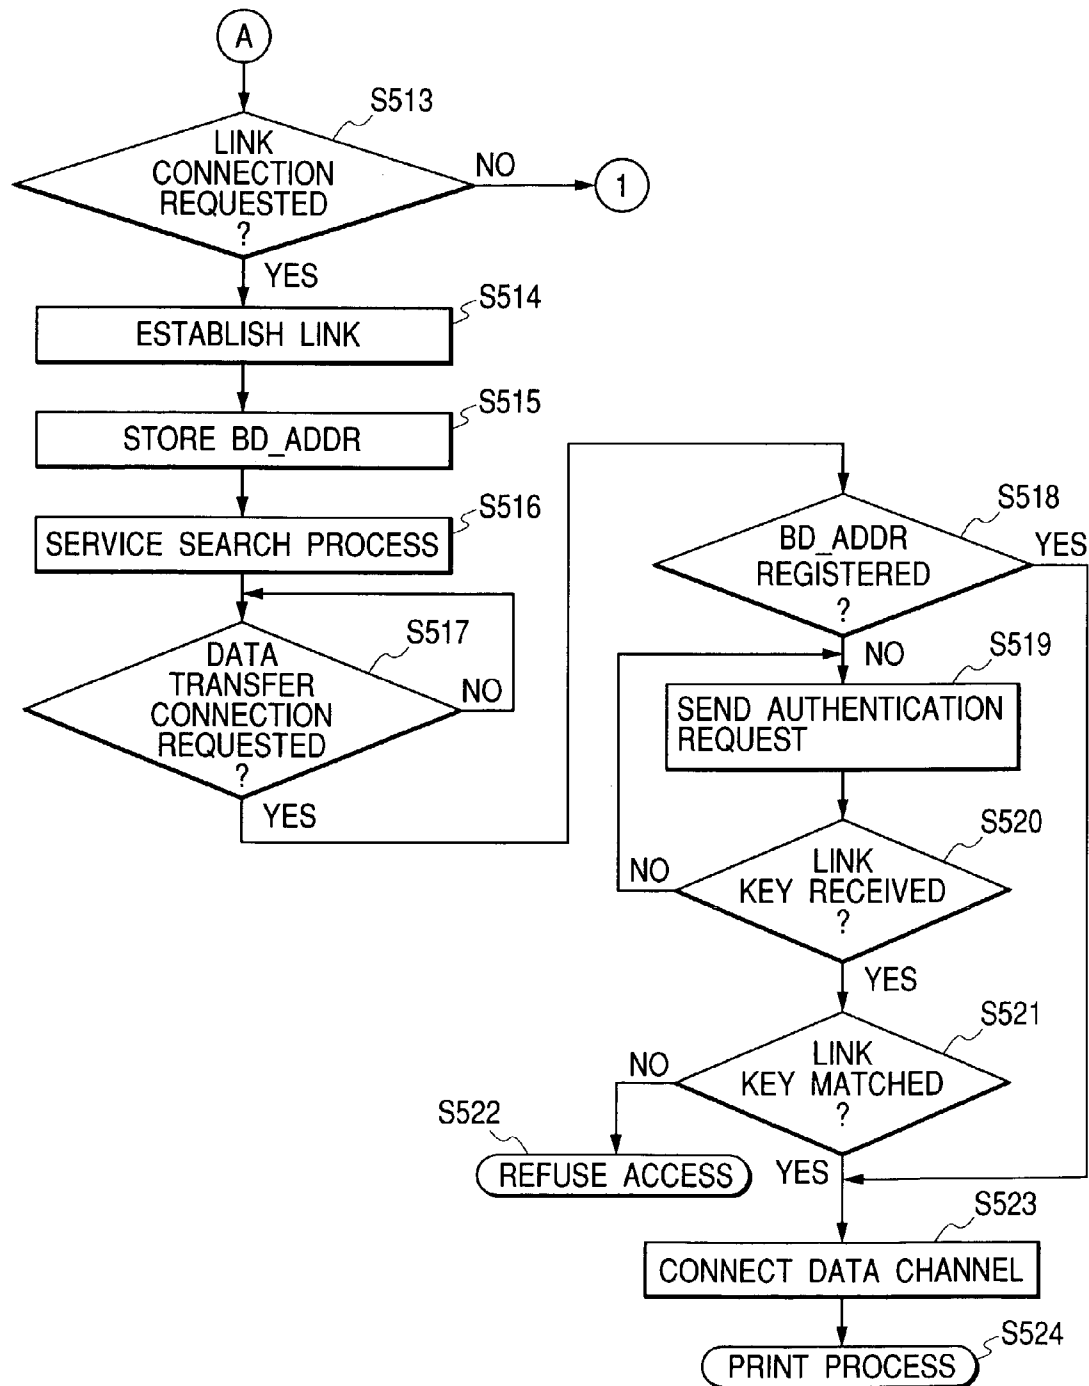 A
S513
LINK
CONNECTION
REQUESTED
?
NO
1
YES
S514
ESTABLISH LINK
S515
STORE BD_ADDR
S516
SERVICE SEARCH PROCESS
S517
DATA
TRANSFER
CONNECTION
REQUESTED
?
NO
YES
S518
BD_ADDR
REGISTERED
?
YES
NO
S519
SEND AUTHENTICATION
REQUEST
S520
LINK
KEY RECEIVED
?
NO
YES
S521
LINK
KEY MATCHED
?
NO
S522
REFUSE ACCESS
YES
S523
CONNECT DATA CHANNEL
S524
PRINT PROCESS